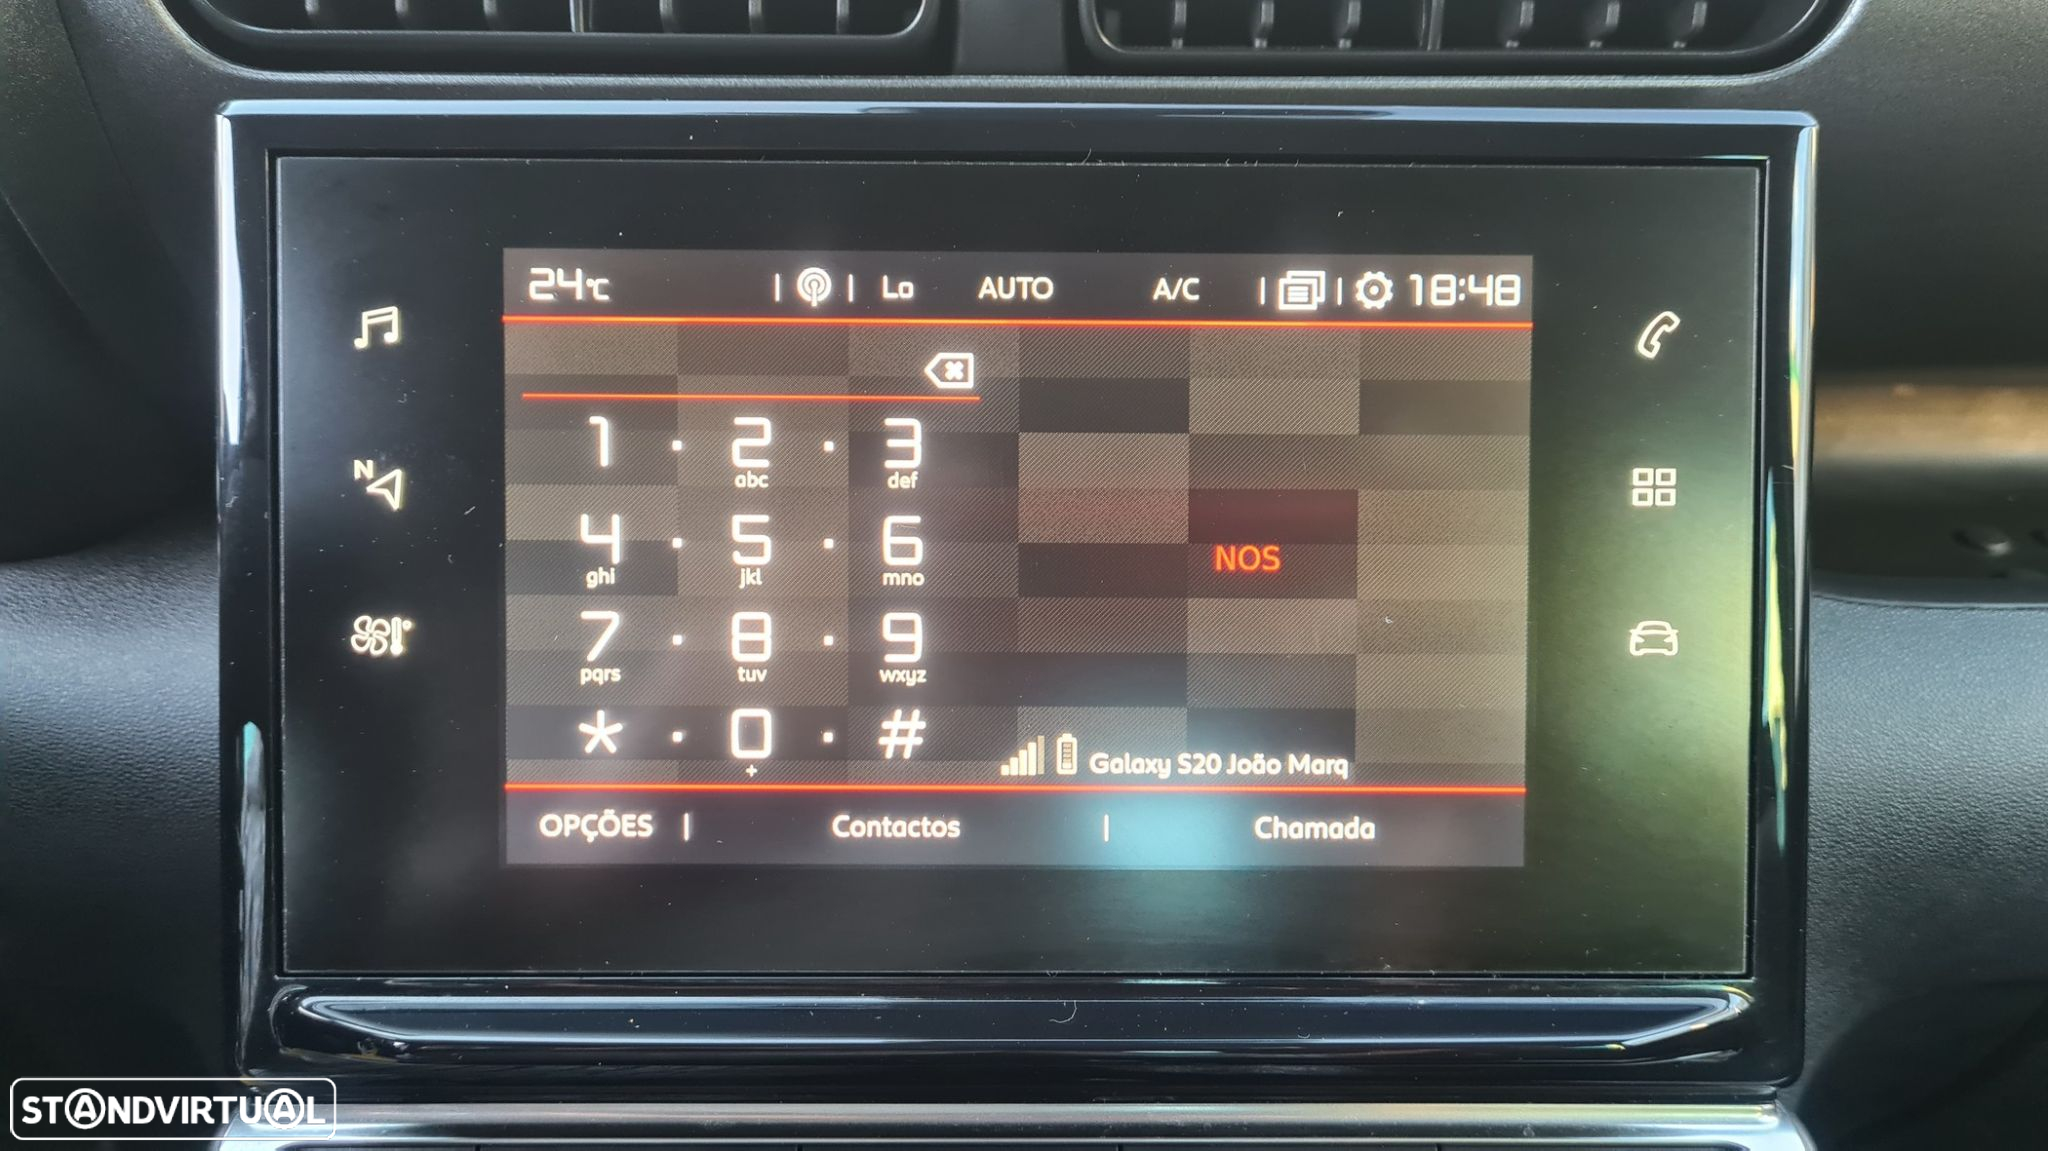 24°C Lo AUTO A/C 18:48
1 2 3
abc def
N
4 5 6
ghi jkl mno
NOS
7 8 9
pqrs tuv wxyz
* 0 #
+
Galaxy S20 João Marq
OPÇÕES Contactos Chamada
STANDVIRTUAL